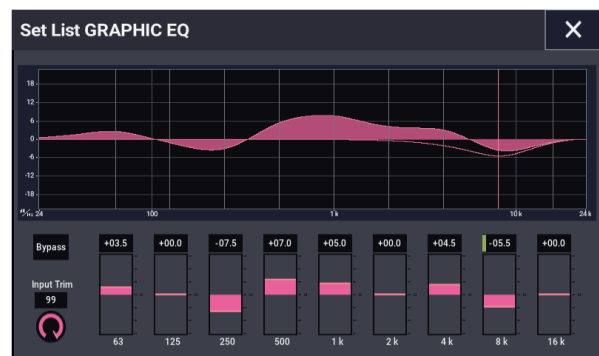 Set List GRAPHIC EQ
18
12
6
0
-6
-12
-18
24 100 1k 10k 24k
Bypass +03.5 +00.0 -07.5 +07.0 +05.0 +00.0 +04.5 -05.5 +00.0
Input Trim
99
63 125 250 500 1 k 2 k 4 k 8 k 16 k